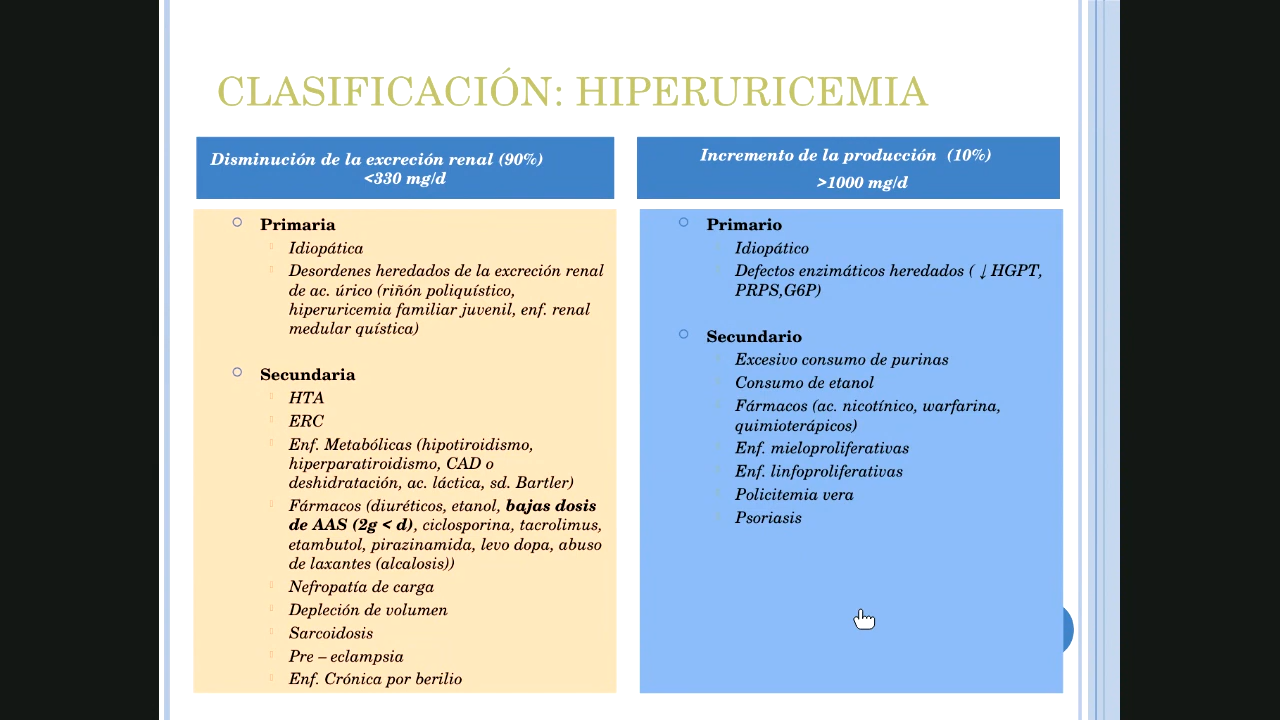 CLASIFICACIÓN: HIPERURICEMIA
Disminución de la excreción renal (90%)
<330 mg/d
Primaria
Idiopática
Desordenes heredados de la excreción renal
de ac. úrico (riñón poliquístico,
hiperuricemia familiar juvenil, enf. renal
medular quística)
Secundaria
HTA
ERC
Enf. Metabólicas (hipotiroidismo,
hiperparatiroidismo, CAD o
deshidratación, ac. láctica, sd. Bartler)
Fármacos (diuréticos, etanol, bajas dosis
de AAS (2g < d), ciclosporina, tacrolimus,
etambutol, pirazinamida, levo dopa, abuso
de laxantes (alcalosis))
Nefropatía de carga
Depleción de volumen
Sarcoidosis
Pre – eclampsia
Enf. Crónica por berilio
Incremento de la producción (10%)
>1000 mg/d
Primario
Idiopático
Defectos enzimáticos heredados ( ↓ HGPT,
PRPS,G6P)
Secundario
Excesivo consumo de purinas
Consumo de etanol
Fármacos (ac. nicotínico, warfarina,
quimioterápicos)
Enf. mieloproliferativas
Enf. linfoproliferativas
Policitemia vera
Psoriasis